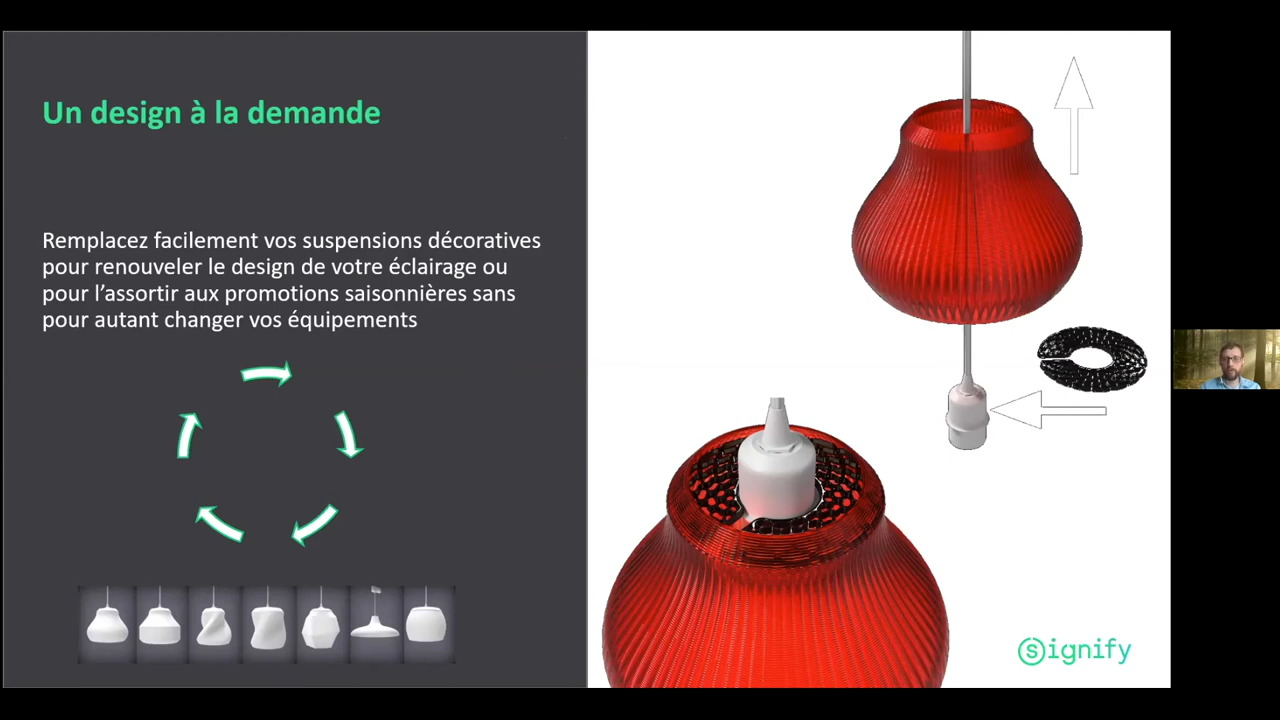 Un design à la demande
Remplacez facilement vos suspensions décoratives
pour renouveler le design de votre éclairage ou
pour l’assortir aux promotions saisonnières sans
pour autant changer vos équipements
Signify